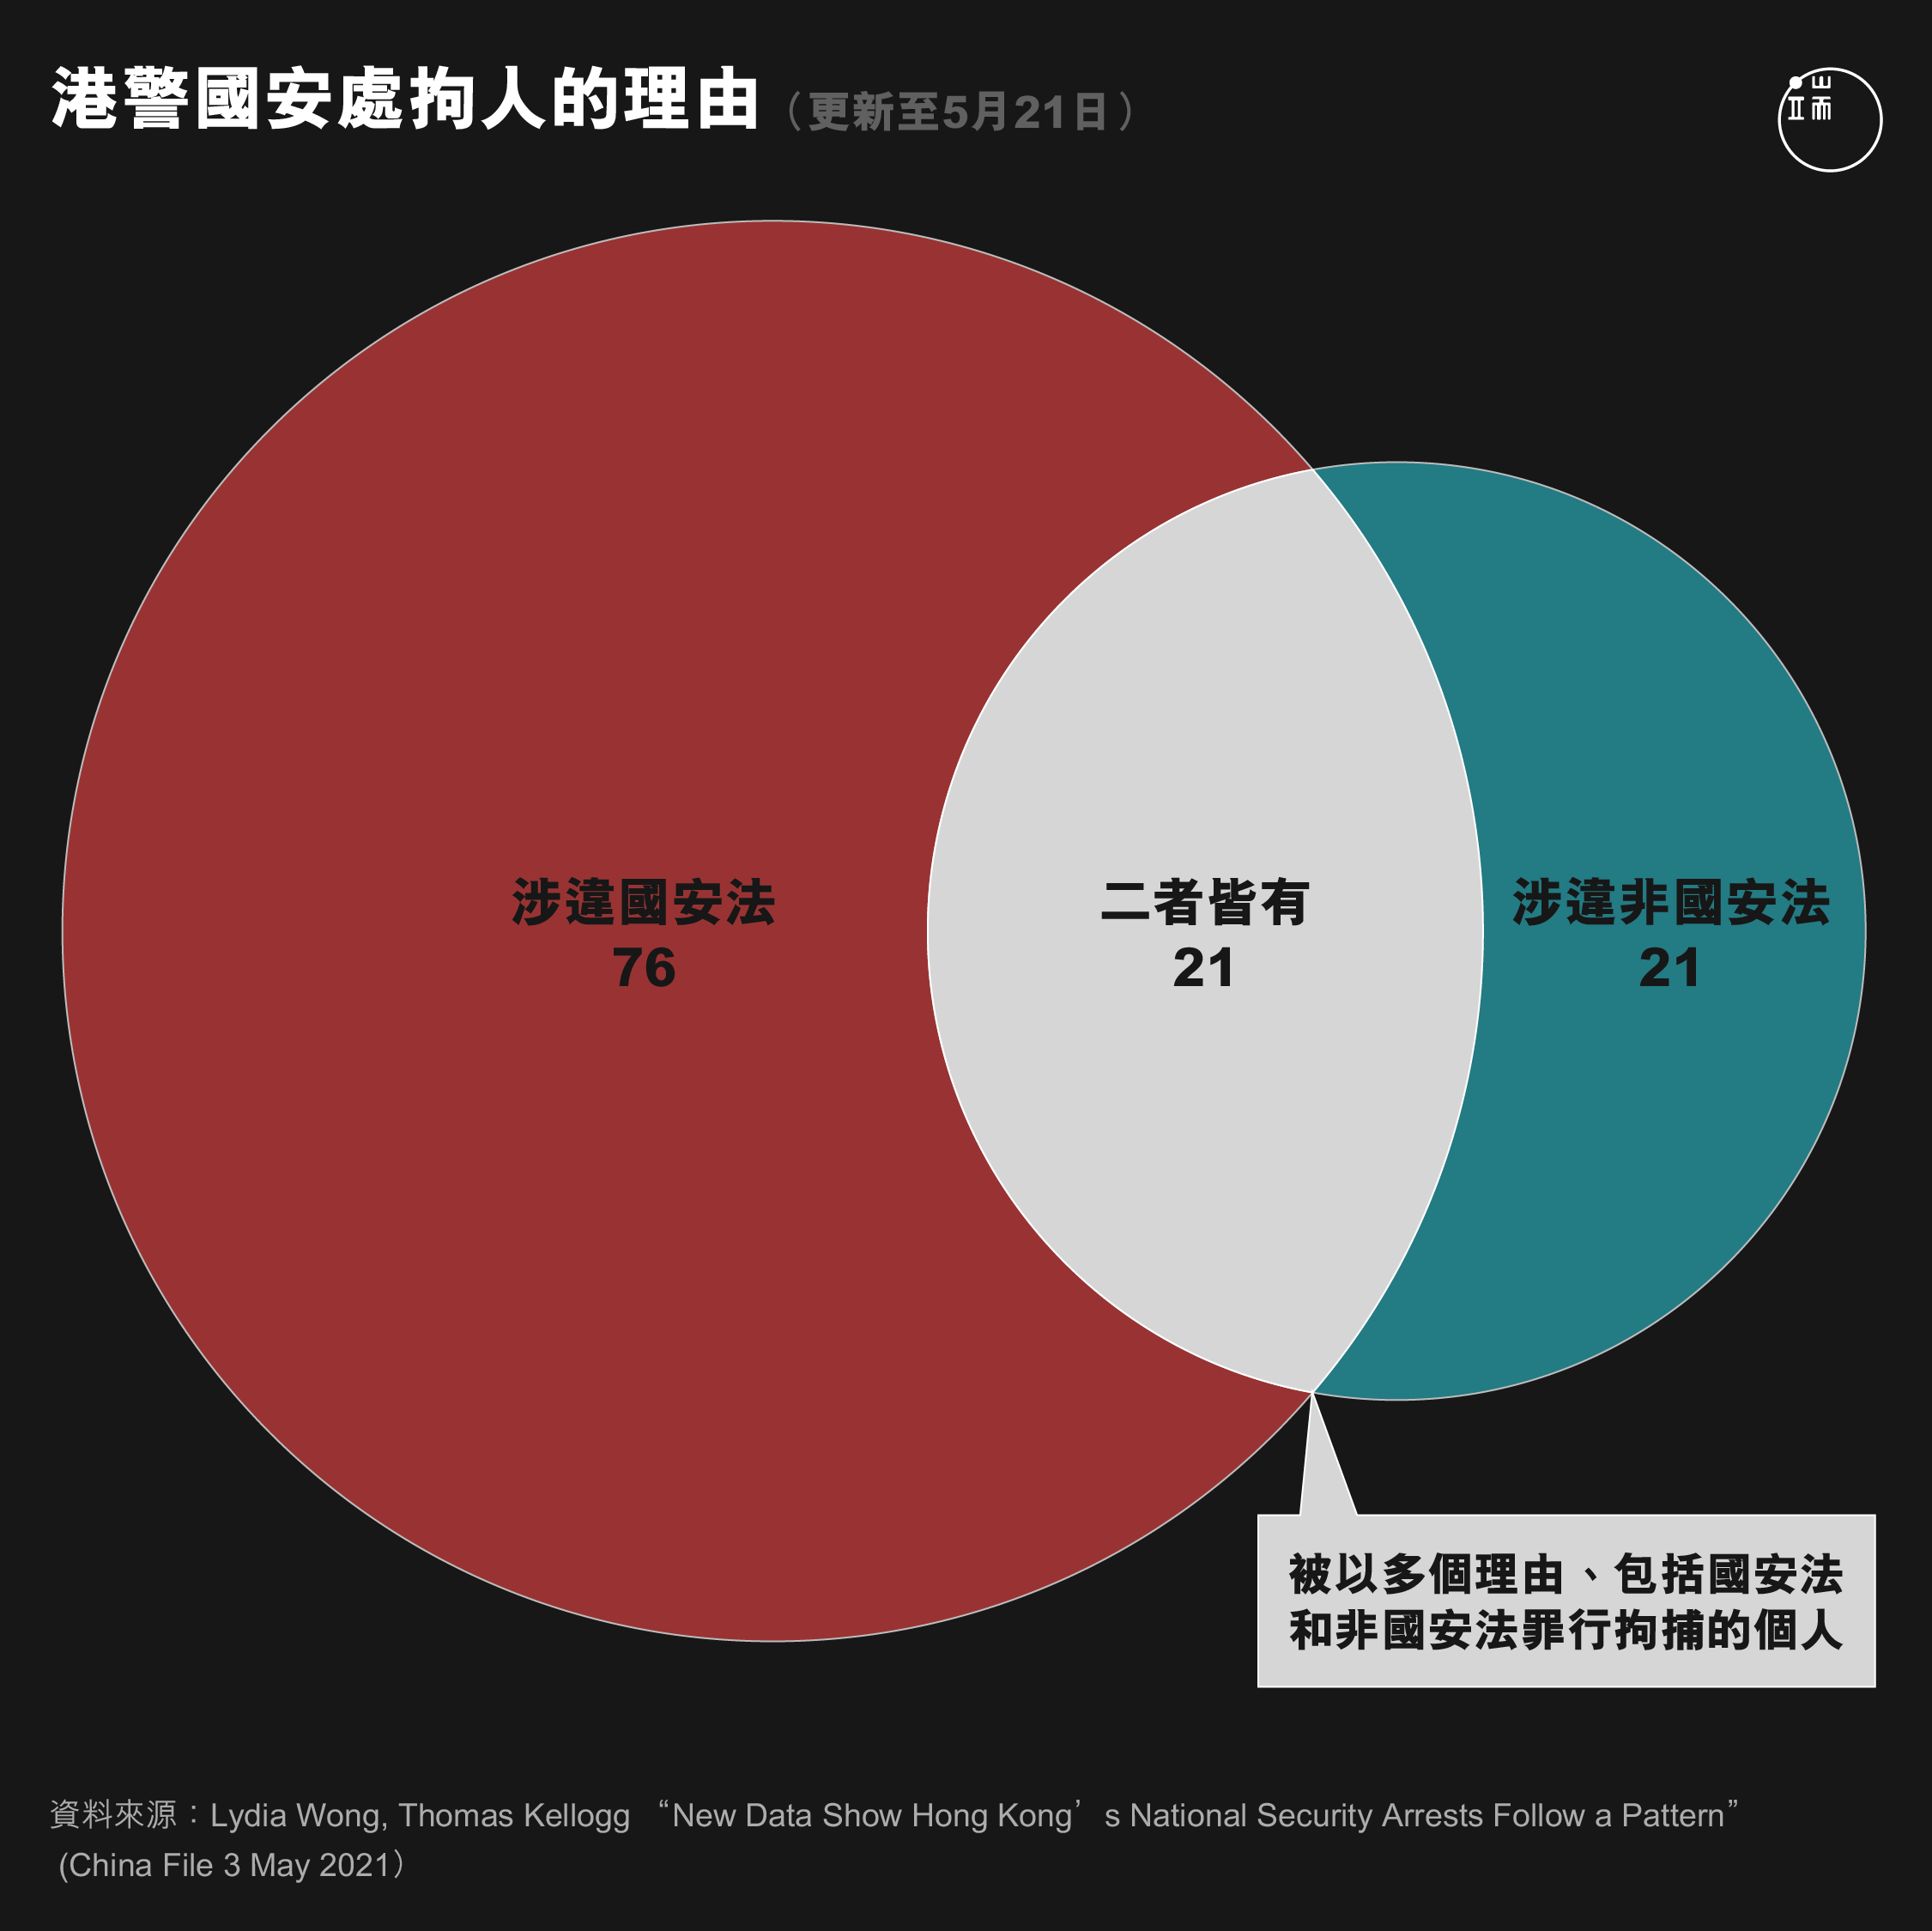 港警國安處拘人的理由（更新至5月21日）
端
涉違國安法
76
二者皆有
21
涉違非國安法
21
被以多個理由、包括國安法
和非國安法罪行拘捕的個人
資料來源：Lydia Wong, Thomas Kellogg “New Data Show Hong Kong’s National Security Arrests Follow a Pattern”
(China File 3 May 2021）